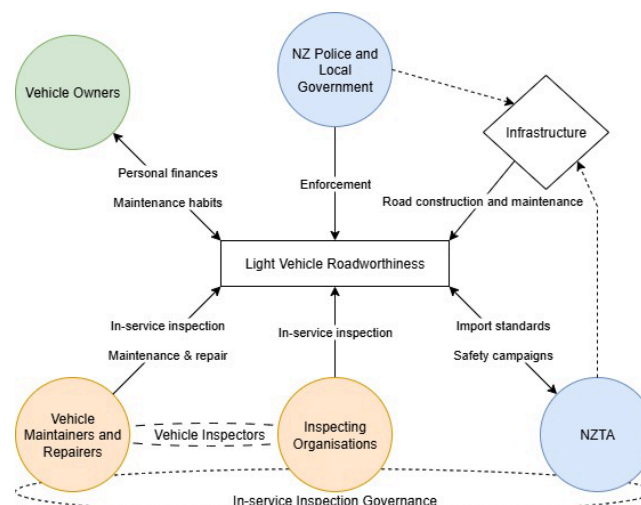 NZ Police and
Local
Government
Vehicle Owners
Infrastructure
Personal finances
Enforcement
Maintenance habits
Road construction and maintenance
Light Vehicle Roadworthiness
In-service inspection
In-service inspection
Import standards
Maintenance & repair
Safety campaigns
Vehicle
Maintainers and
Repairers
Vehicle Inspectors
Inspecting
Organisations
NZTA
In-service Inspection Governance